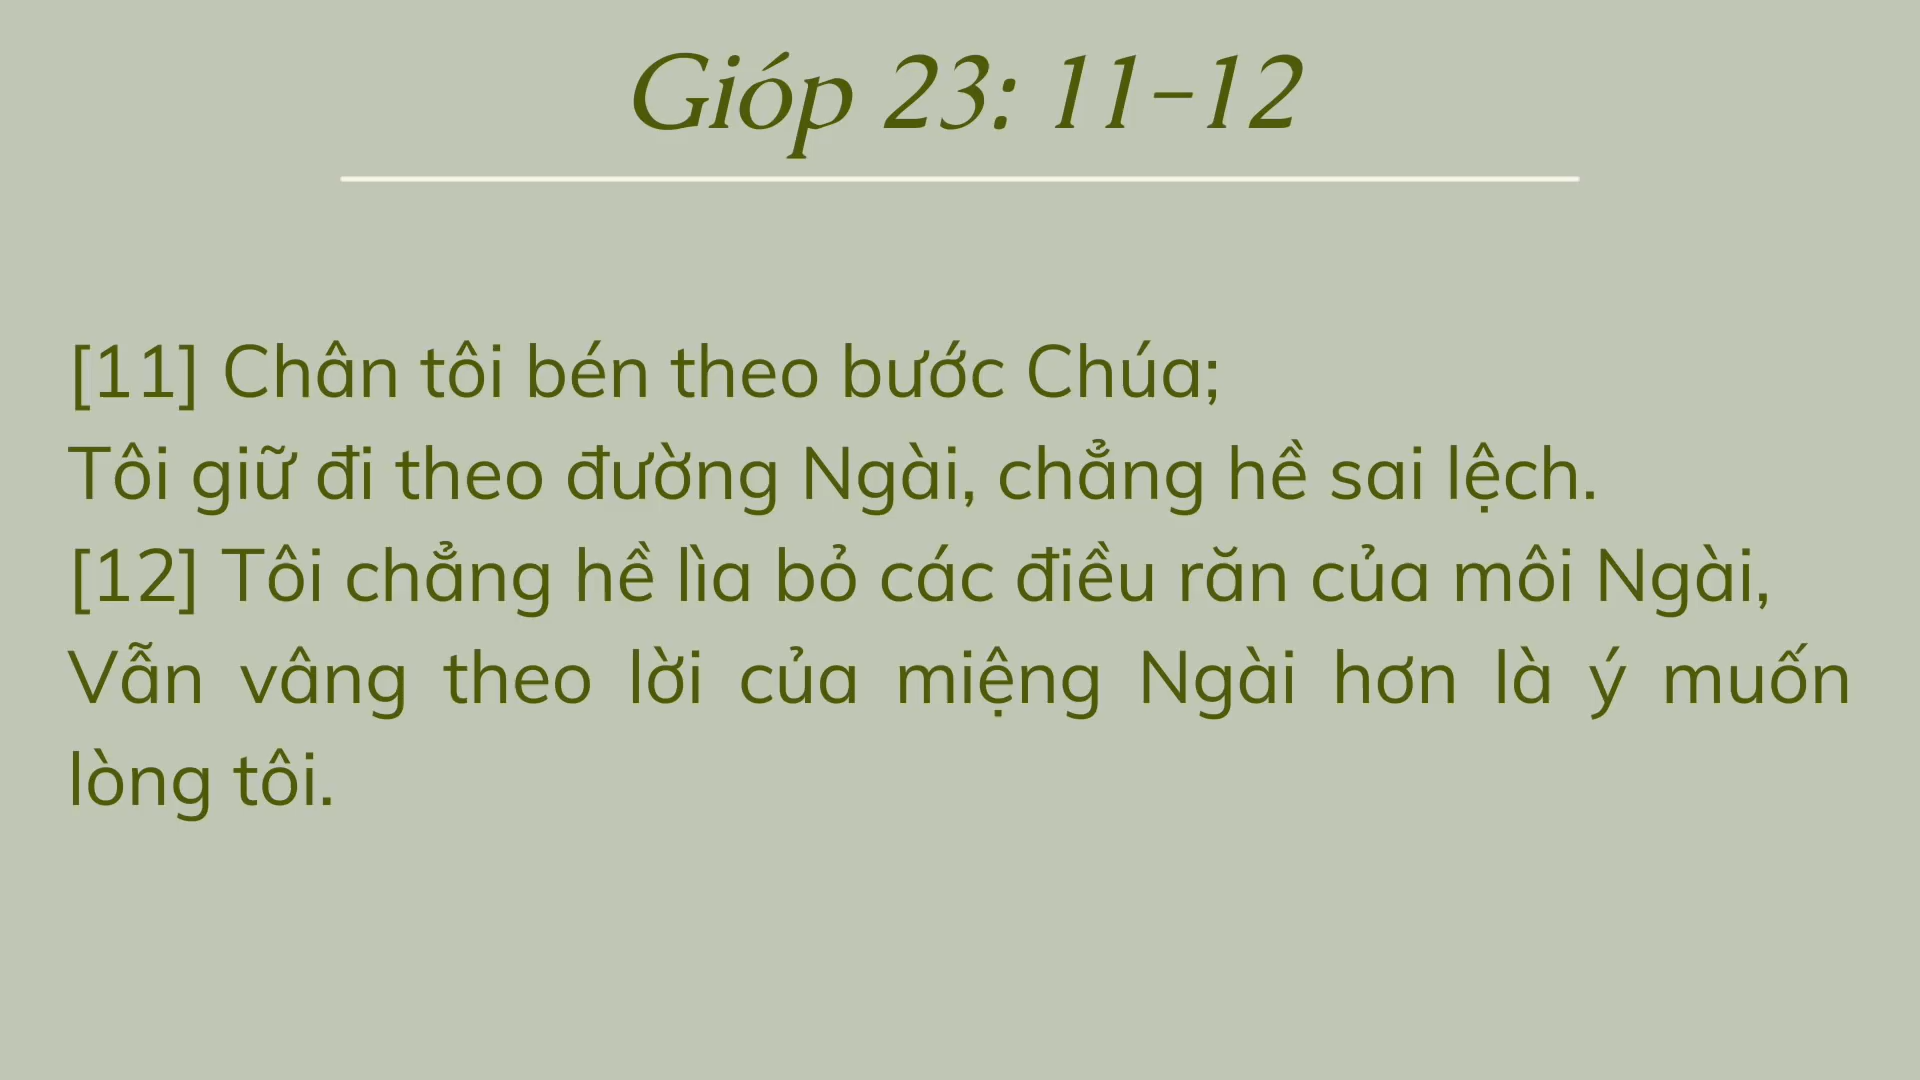 Gióp 23: 11-12
[11] Chân tôi bén theo bước Chúa;
Tôi giữ đi theo đường Ngài, chẳng hề sai lệch.
[12] Tôi chẳng hề lìa bỏ các điều răn của môi Ngài,
Vẫn vâng theo lời của miệng Ngài hơn là ý muốn
lòng tôi.